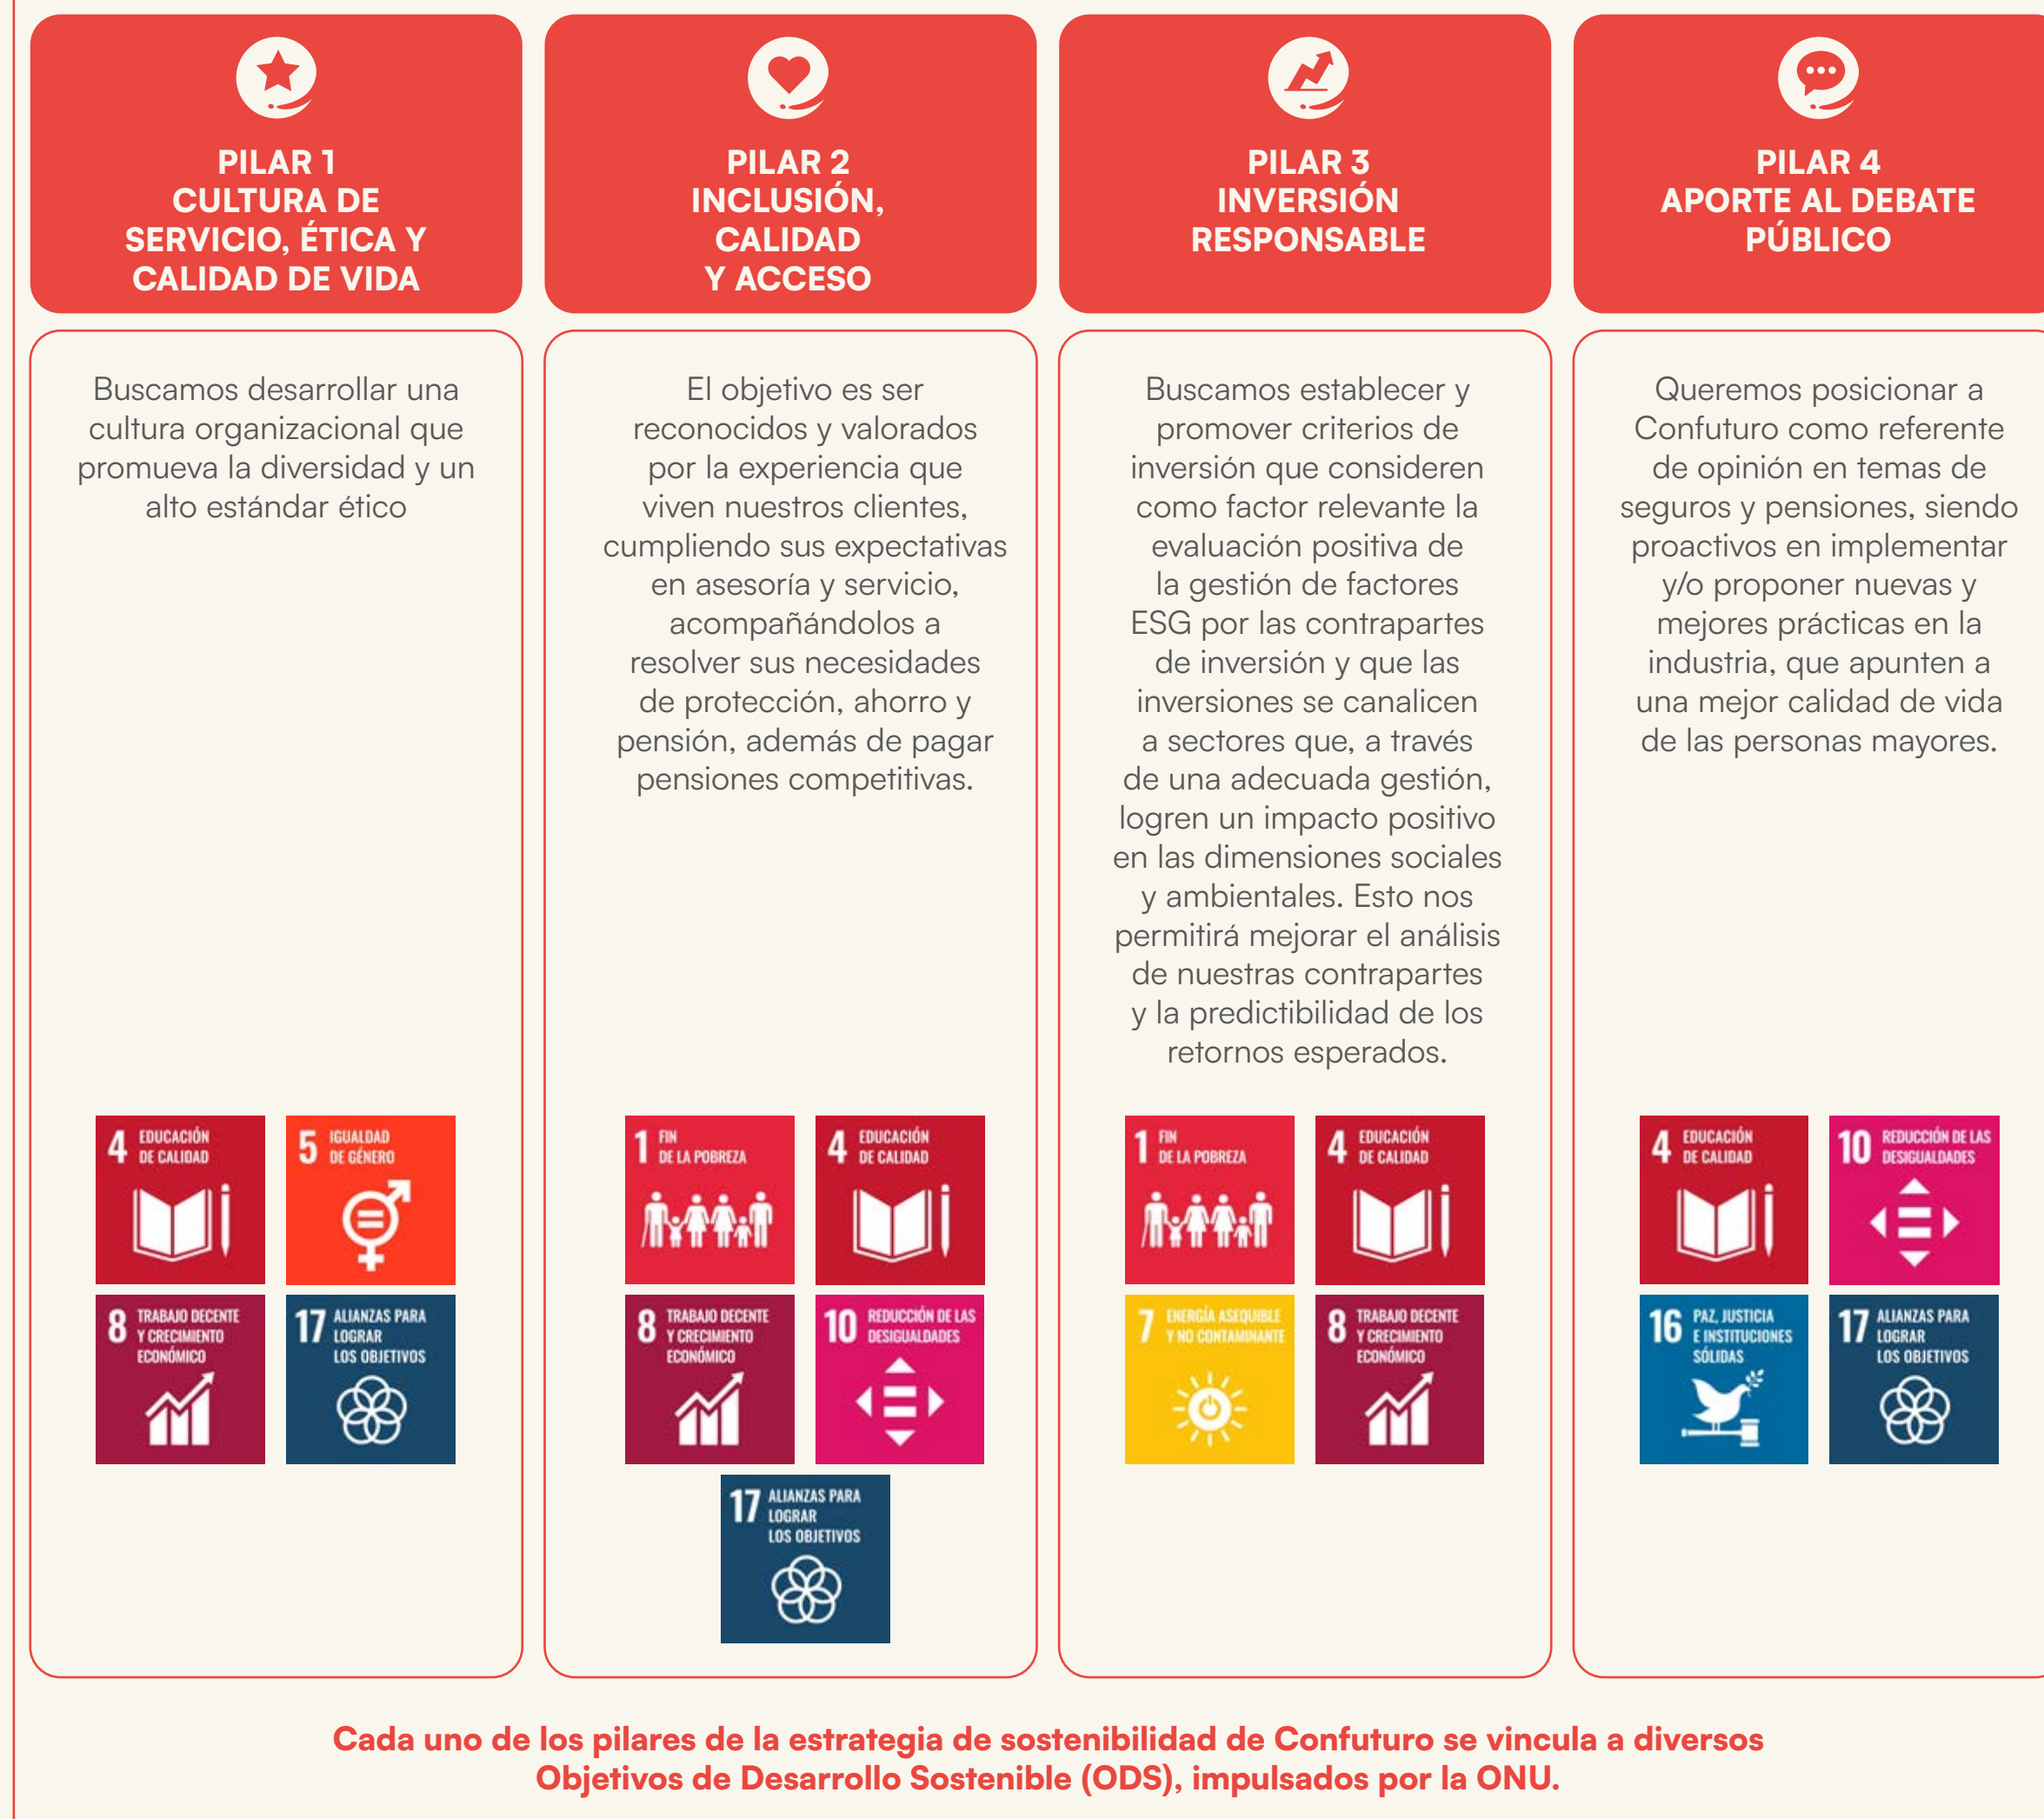 PILAR 1
CULTURA DE
SERVICIO, ÉTICA Y
CALIDAD DE VIDA
Buscamos desarrollar una
cultura organizacional que
promueva la diversidad y un
alto estándar ético
4 EDUCACIÓN
DE CALIDAD
5 IGUALDAD
DE GÉNERO
8 TRABAJO DECENTE
Y CRECIMIENTO
ECONÓMICO
17 ALIANZAS PARA
LOGRAR
LOS OBJETIVOS
PILAR 2
INCLUSIÓN,
CALIDAD
Y ACCESO
El objetivo es ser
reconocidos y valorados
por la experiencia que
viven nuestros clientes,
cumpliendo sus expectativas
en asesoría y servicio,
acompañándolos a
resolver sus necesidades
de protección, ahorro y
pensión, además de pagar
pensiones competitivas.
1 FIN
DE LA POBREZA
4 EDUCACIÓN
DE CALIDAD
8 TRABAJO DECENTE
Y CRECIMIENTO
ECONÓMICO
10 REDUCCIÓN DE LAS
DESIGUALDADES
17 ALIANZAS PARA
LOGRAR
LOS OBJETIVOS
PILAR 3
INVERSIÓN
RESPONSABLE
Buscamos establecer y
promover criterios de
inversión que consideren
como factor relevante la
evaluación positiva de
la gestión de factores
ESG por las contrapartes
de inversión y que las
inversiones se canalicen
a sectores que, a través
de una adecuada gestión,
logren un impacto positivo
en las dimensiones sociales
y ambientales. Esto nos
permitirá mejorar el análisis
de nuestras contrapartes
y la predictibilidad de los
retornos esperados.
1 FIN
DE LA POBREZA
4 EDUCACIÓN
DE CALIDAD
7 ENERGÍA ASEQUIBLE
Y NO CONTAMINANTE
8 TRABAJO DECENTE
Y CRECIMIENTO
ECONÓMICO
PILAR 4
APORTE AL DEBATE
PÚBLICO
Queremos posicionar a
Confuturo como referente
de opinión en temas de
seguros y pensiones, siendo
proactivos en implementar
y/o proponer nuevas y
mejores prácticas en la
industria, que apunten a
una mejor calidad de vida
de las personas mayores.
4 EDUCACIÓN
DE CALIDAD
10 REDUCCIÓN DE LAS
DESIGUALDADES
16 PAZ, JUSTICIA
E INSTITUCIONES
SÓLIDAS
17 ALIANZAS PARA
LOGRAR
LOS OBJETIVOS
Cada uno de los pilares de la estrategia de sostenibilidad de Confuturo se vincula a diversos
Objetivos de Desarrollo Sostenible (ODS), impulsados por la ONU.